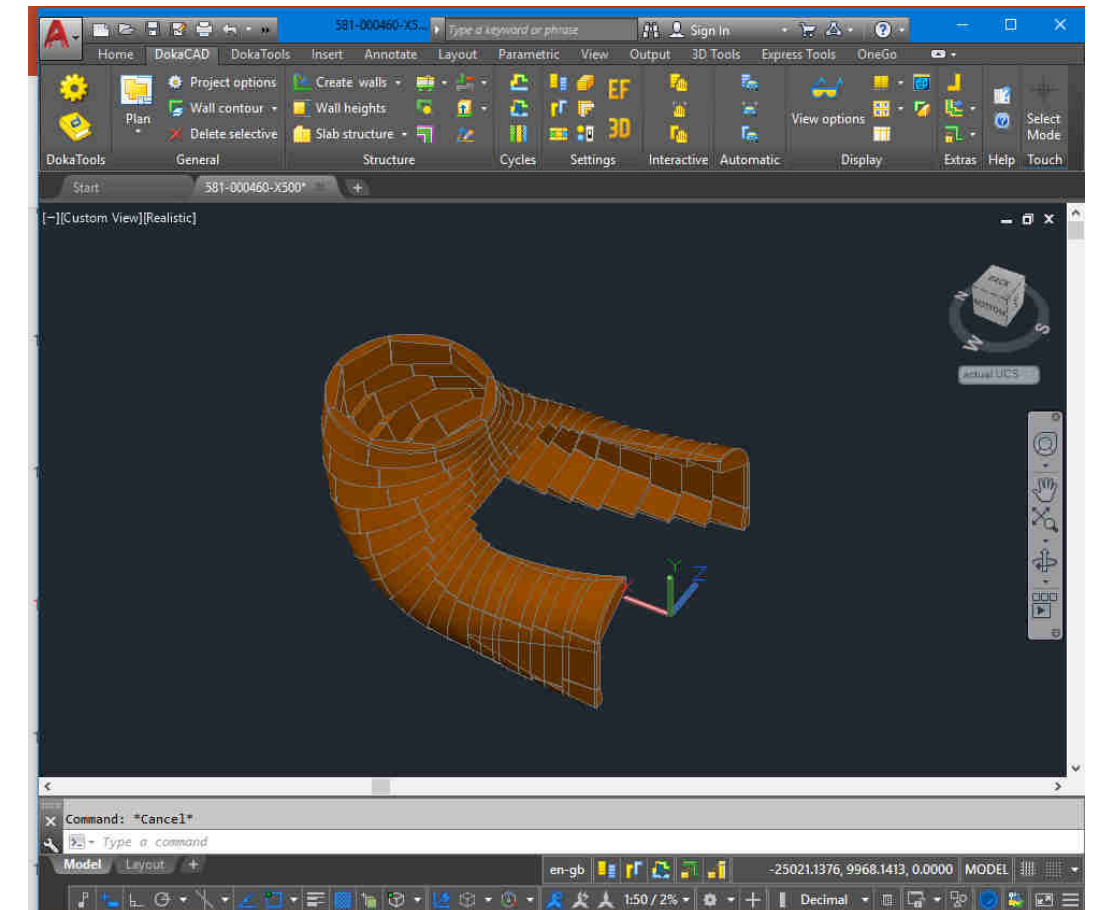 A 581-000460-X5... Type a keyword or phrase Sign In
Home DokaCAD DokaTools Insert Annotate Layout Parametric View Output 3D Tools Express Tools OneGo
Project options Create walls
Plan Wall contour Wall heights EF View options Select
Delete selective Slab structure 3D Mode
DokaTools General Structure Cycles Settings Interactive Automatic Display Extras Help Touch
Start 581-000460-X500* +
[−][Custom View][Realistic]
BACK
BOTTOM
N
S
W
actual UCS
Y
Z
X
Command: *Cancel*
Type a command
Model Layout + en-gb -25021.1376, 9968.1413, 0.0000 MODEL
1:50 / 2% Decimal